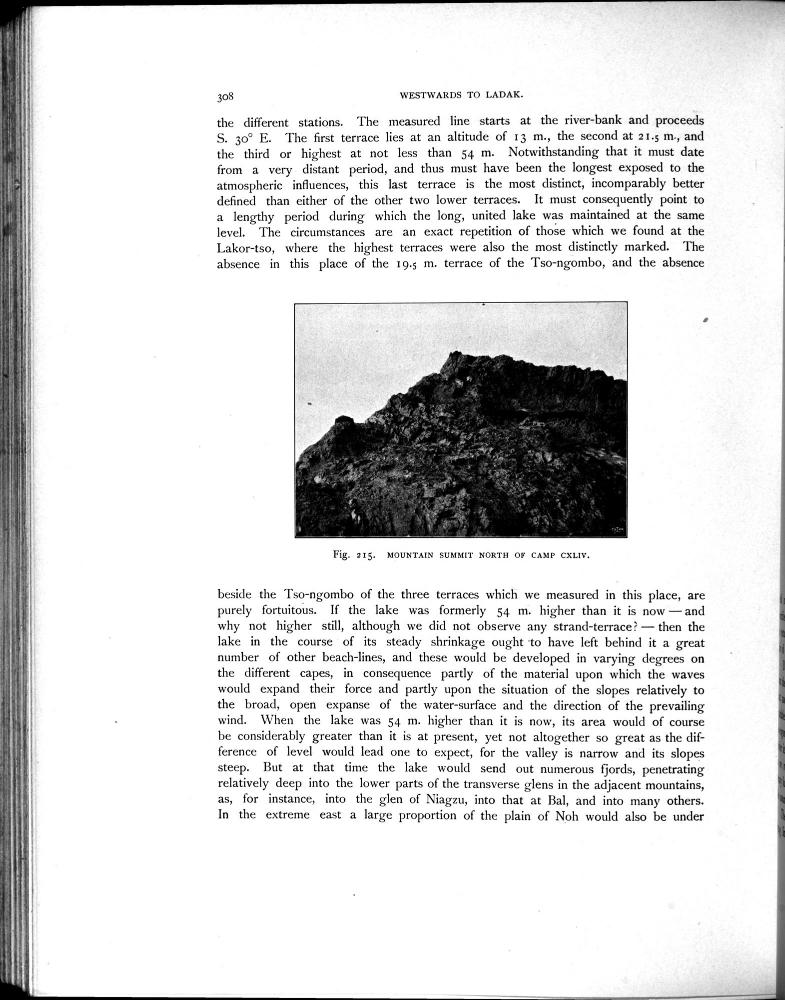 308
WESTWARDS TO LADAK.
the different stations. The measured line starts at the river-bank and proceeds
S. 30° E. The first terrace lies at an altitude of 13 m., the second at 21.5 m., and
the third or highest at not less than 54 m. Notwithstanding that it must date
from a very distant period, and thus must have been the longest exposed to the
atmospheric influences, this last terrace is the most distinct, incomparably better
defined than either of the other two lower terraces. It must consequently point to
a lengthy period during which the long, united lake was maintained at the same
level. The circumstances are an exact repetition of those which we found at the
Lakor-tso, where the highest terraces were also the most distinctly marked. The
absence in this place of the 19.5 m. terrace of the Tso-ngombo, and the absence
Fig. 215. MOUNTAIN SUMMIT NORTH OF CAMP CXLIV.
beside the Tso-ngombo of the three terraces which we measured in this place, are
purely fortuitous. If the lake was formerly 54 m. higher than it is now — and
why not higher still, although we did not observe any strand-terrace? — then the
lake in the course of its steady shrinkage ought to have left behind it a great
number of other beach-lines, and these would be developed in varying degrees on
the different capes, in consequence partly of the material upon which the waves
would expand their force and partly upon the situation of the slopes relatively to
the broad, open expanse of the water-surface and the direction of the prevailing
wind. When the lake was 54 m. higher than it is now, its area would of course
be considerably greater than it is at present, yet not altogether so great as the dif-
ference of level would lead one to expect, for the valley is narrow and its slopes
steep. But at that time the lake would send out numerous fjords, penetrating
relatively deep into the lower parts of the transverse glens in the adjacent mountains,
as, for instance, into the glen of Niagzu, into that at Bal, and into many others.
In the extreme east a large proportion of the plain of Noh would also be under